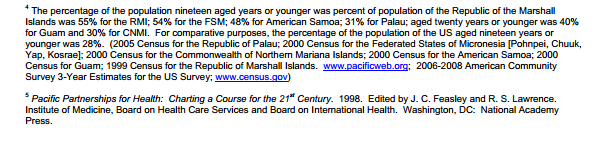 4 The percentage of the population nineteen aged years or younger was percent of population of the Republic of the Marshall
Islands was 55% for the RMI; 54% for the FSM; 48% for American Samoa; 31% for Palau; aged twenty years or younger was 40%
for Guam and 30% for CNMI. For comparative purposes, the percentage of the population of the US aged nineteen years or
younger was 28%. (2005 Census for the Republic of Palau; 2000 Census for the Federated States of Micronesia [Pohnpei, Chuuk,
Yap, Kosrae]; 2000 Census for the Commonwealth of Northern Mariana Islands; 2000 Census for the American Samoa; 2000
Census for Guam; 1999 Census for the Republic of Marshall Islands. www.pacificweb.org; 2006-2008 American Community
Survey 3-Year Estimates for the US Survey; www.census.gov)
5 Pacific Partnerships for Health: Charting a Course for the 21st Century. 1998. Edited by J. C. Feasley and R. S. Lawrence.
Institute of Medicine, Board on Health Care Services and Board on International Health. Washington, DC: National Academy
Press.